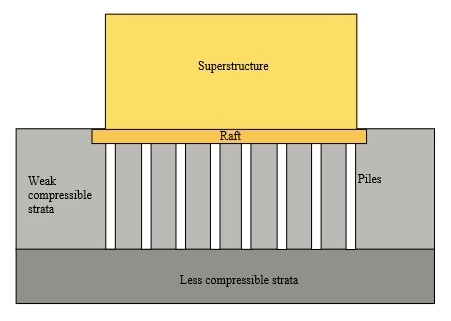 Superstructure
Raft
Weak
compressible
strata
Piles
Less compressible strata